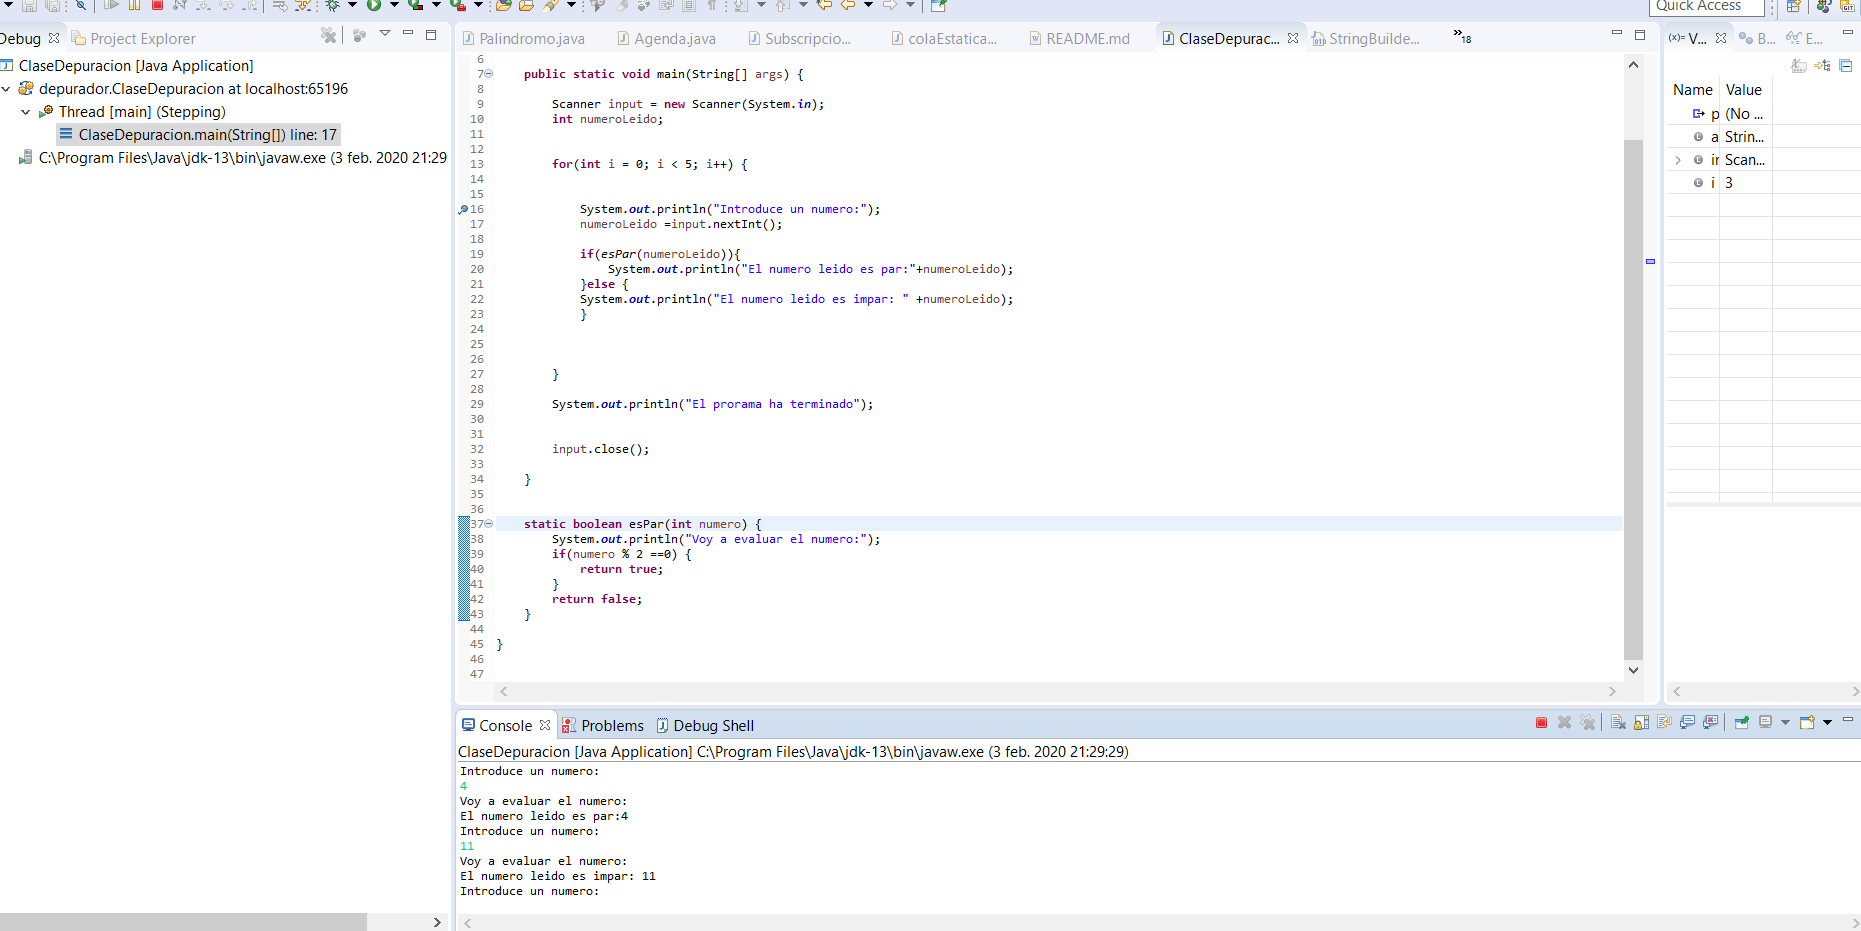 Quick Access
Debug
Project Explorer
ClaseDepuracion [Java Application]
depurador.ClaseDepuracion at localhost:65196
Thread [main] (Stepping)
ClaseDepuracion.main(String[]) line: 17
C:\Program Files\Java\jdk-13\bin\javaw.exe (3 feb. 2020 21:29
Palindromo.java
Agenda.java
Subscripcio...
colaEstatica...
README.md
ClaseDepurac...
StringBuilde...
»18
6
7 public static void main(String[] args) {
8
9 Scanner input = new Scanner(System.in);
10 int numeroLeido;
11
12
13 for(int i = 0; i < 5; i++) {
14
15
16 System.out.println("Introduce un numero:");
17 numeroLeido =input.nextInt();
18
19 if(esPar(numeroLeido)){
20 System.out.println("El numero leido es par:"+numeroLeido);
21 }else {
22 System.out.println("El numero leido es impar: " +numeroLeido);
23 }
24
25
26
27 }
28
29 System.out.println("El prorama ha terminado");
30
31
32 input.close();
33
34 }
35
36
37 static boolean esPar(int numero) {
38 System.out.println("Voy a evaluar el numero:");
39 if(numero % 2 ==0) {
40 return true;
41 }
42 return false;
43 }
44
45 }
46
47
(x)= V...
B...
E...
Name Value
p (No ...
a Strin...
ir Scan...
i 3
Console
Problems
Debug Shell
ClaseDepuracion [Java Application] C:\Program Files\Java\jdk-13\bin\javaw.exe (3 feb. 2020 21:29:29)
Introduce un numero:
4
Voy a evaluar el numero:
El numero leido es par:4
Introduce un numero:
11
Voy a evaluar el numero:
El numero leido es impar: 11
Introduce un numero: